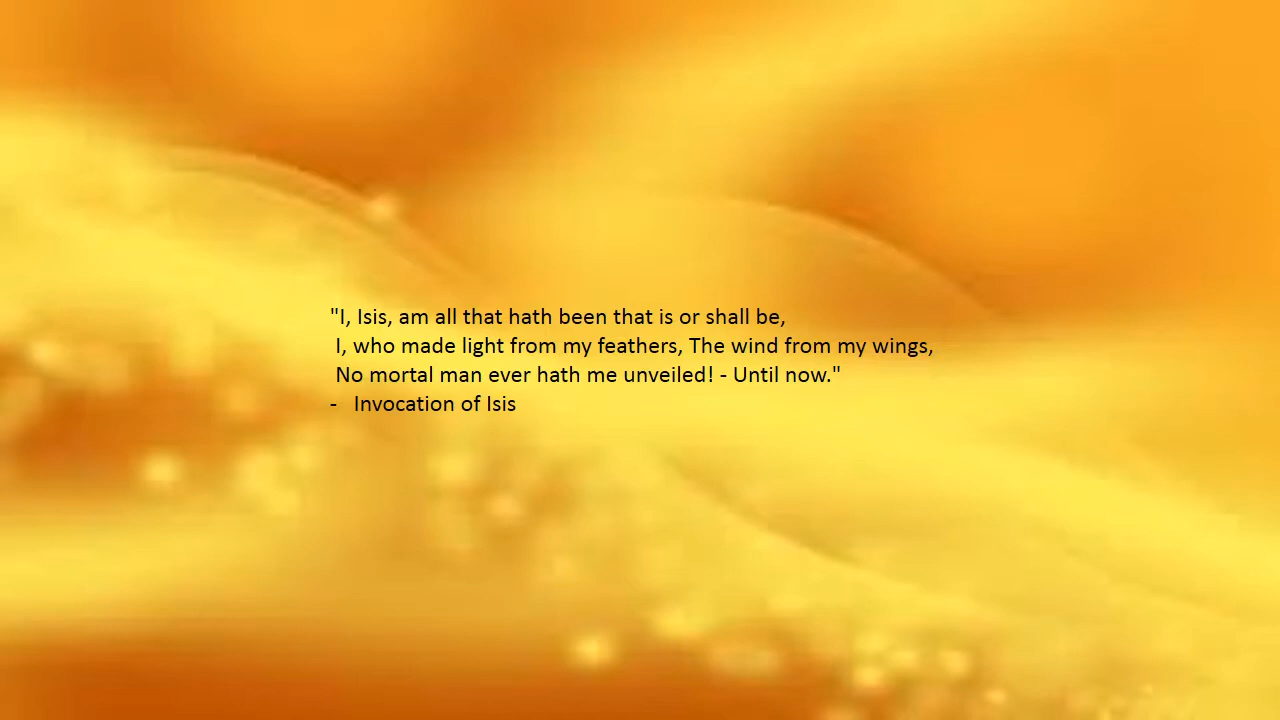 "I, Isis, am all that hath been that is or shall be,
I, who made light from my feathers, The wind from my wings,
No mortal man ever hath me unveiled! - Until now."
- Invocation of Isis